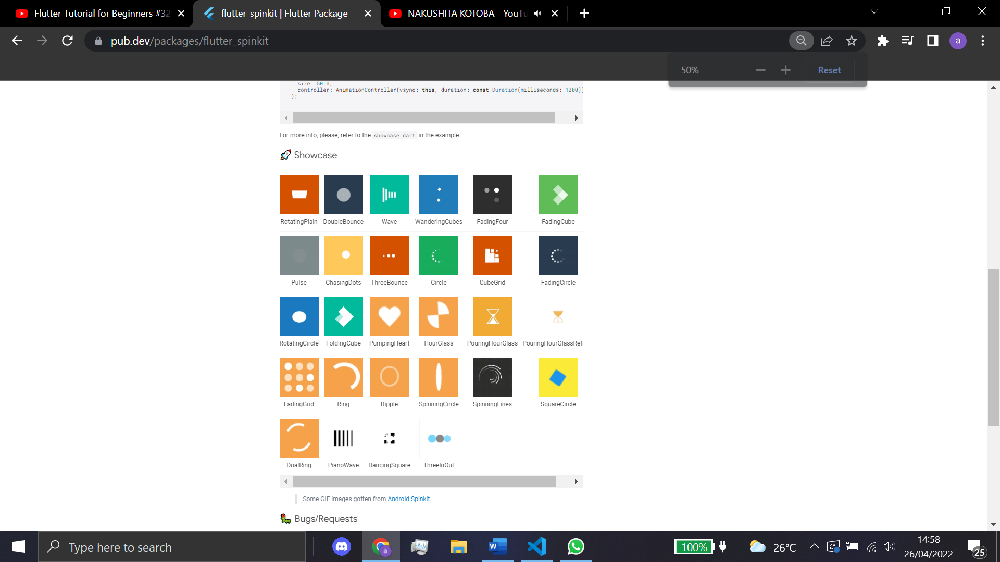 Flutter Tutorial for Beginners #32
flutter_spinkit | Flutter Package
NAKUSHITA KOTOBA - YouTu
pub.dev/packages/flutter_spinkit
a
50%
Reset
size: 50.0,
controller: AnimationController(vsync: this, duration: const Duration(milliseconds: 1200))
);
For more info, please, refer to the showcase.dart in the example.
🚀 Showcase
RotatingPlain DoubleBounce Wave WanderingCubes FadingFour FadingCube
Pulse ChasingDots ThreeBounce Circle CubeGrid FadingCircle
RotatingCircle FoldingCube PumpingHeart HourGlass PouringHourGlass PouringHourGlassRef
FadingGrid Ring Ripple SpinningCircle SpinningLines SquareCircle
DualRing PianoWave DancingSquare ThreeInOut
Some GIF images gotten from Android Spinkit.
🐛 Bugs/Requests
Type here to search
a
W
100%
26°C
14:58
26/04/2022
25